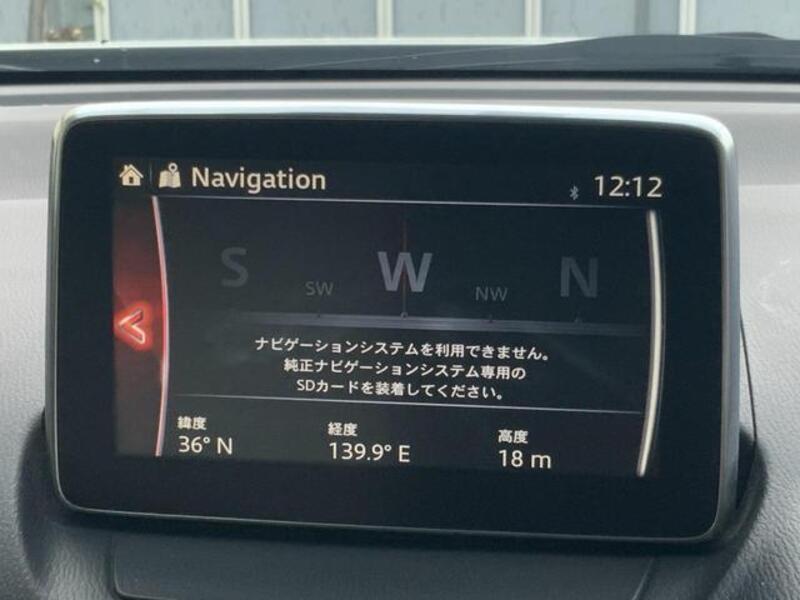 Navigation
12:12
S SW W NW N
ナビゲーションシステムを利用できません。
純正ナビゲーションシステム専用の
SDカードを装着してください。
緯度 経度 高度
36° N 139.9° E 18 m